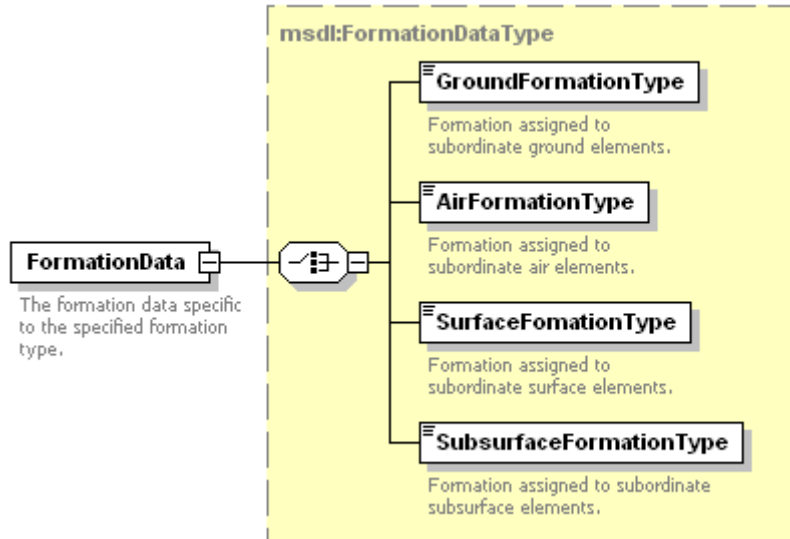 msdl:FormationDataType
GroundFormationType
Formation assigned to
subordinate ground elements.
AirFormationType
Formation assigned to
subordinate air elements.
FormationData
The formation data specific
to the specified formation
type.
SurfaceFomationType
Formation assigned to
subordinate surface elements.
SubsurfaceFormationType
Formation assigned to subordinate
subsurface elements.